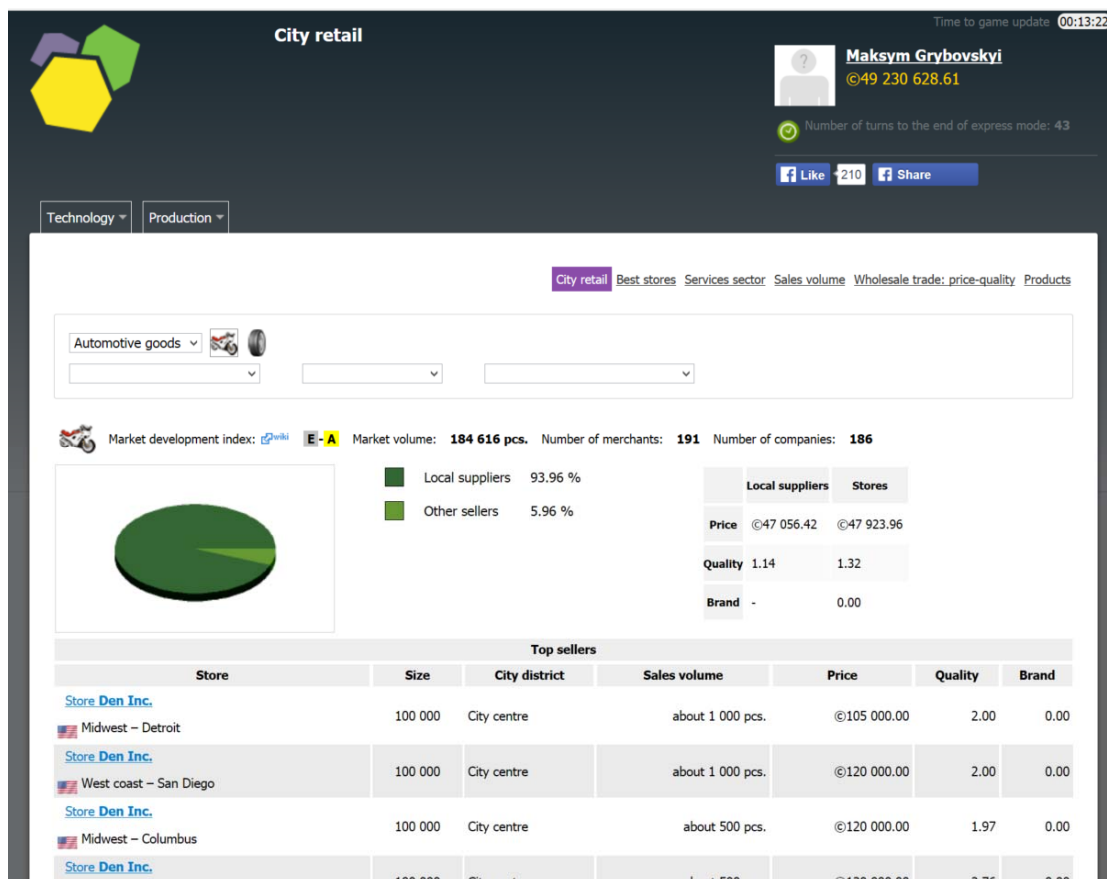 Time to game update 00:13:22
City retail
Maksym Grybovskyi
©49 230 628.61
Number of turns to the end of express mode: 43
Like 210 Share
Technology Production
City retail Best stores Services sector Sales volume Wholesale trade: price-quality Products
Automotive goods
Market development index: wiki E - A Market volume: 184 616 pcs. Number of merchants: 191 Number of companies: 186
Local suppliers 93.96 %
Other sellers 5.96 %
Local suppliers Stores
Price ©47 056.42 ©47 923.96
Quality 1.14 1.32
Brand - 0.00
Top sellers
Store Size City district Sales volume Price Quality Brand
Store Den Inc.
Midwest – Detroit
100 000 City centre about 1 000 pcs. ©105 000.00 2.00 0.00
Store Den Inc.
West coast – San Diego
100 000 City centre about 1 000 pcs. ©120 000.00 2.00 0.00
Store Den Inc.
Midwest – Columbus
100 000 City centre about 500 pcs. ©120 000.00 1.97 0.00
Store Den Inc.